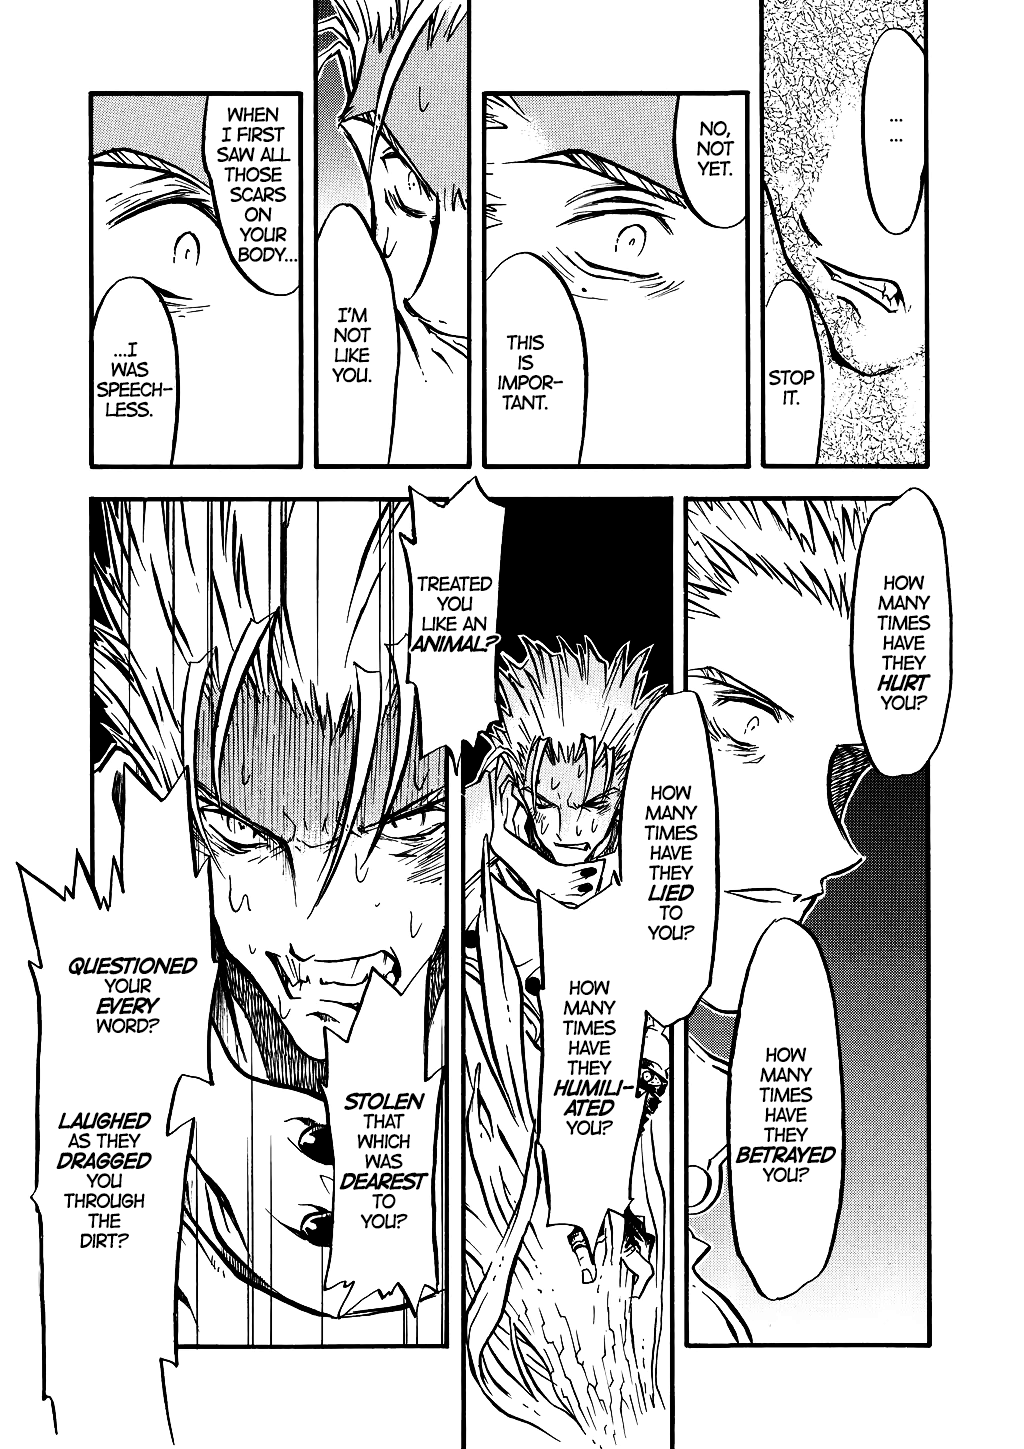 ...
...
STOP
IT.
NO,
NOT
YET.
THIS
IS
IMPOR-
TANT.
I'M
NOT
LIKE
YOU.
WHEN
I FIRST
SAW ALL
THOSE
SCARS
ON
YOUR
BODY...
...I
WAS
SPEECH-
LESS.
HOW
MANY
TIMES
HAVE
THEY
HURT
YOU?
HOW
MANY
TIMES
HAVE
THEY
BETRAYED
YOU?
HOW
MANY
TIMES
HAVE
THEY
LIED
TO
YOU?
HOW
MANY
TIMES
HAVE
THEY
HUMILI-
ATED
YOU?
TREATED
YOU
LIKE AN
ANIMAL?
STOLEN
THAT
WHICH
WAS
DEAREST
TO
YOU?
QUESTIONED
YOUR
EVERY
WORD?
LAUGHED
AS THEY
DRAGGED
YOU
THROUGH
THE
DIRT?